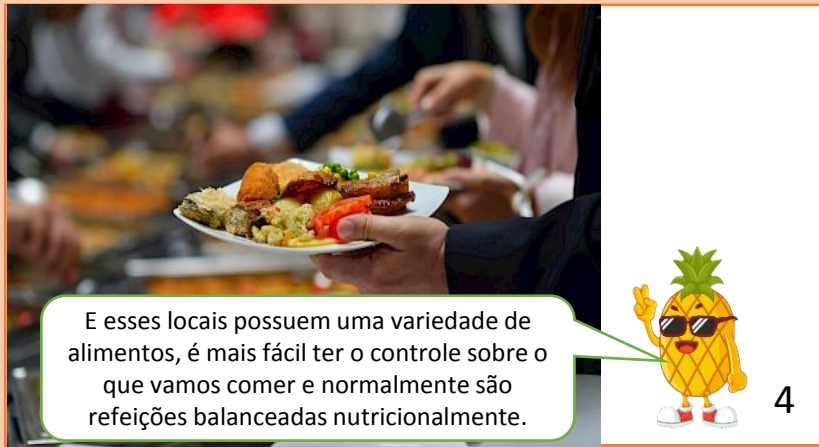 E esses locais possuem uma variedade de
alimentos, é mais fácil ter o controle sobre o
que vamos comer e normalmente são
refeições balanceadas nutricionalmente.
4